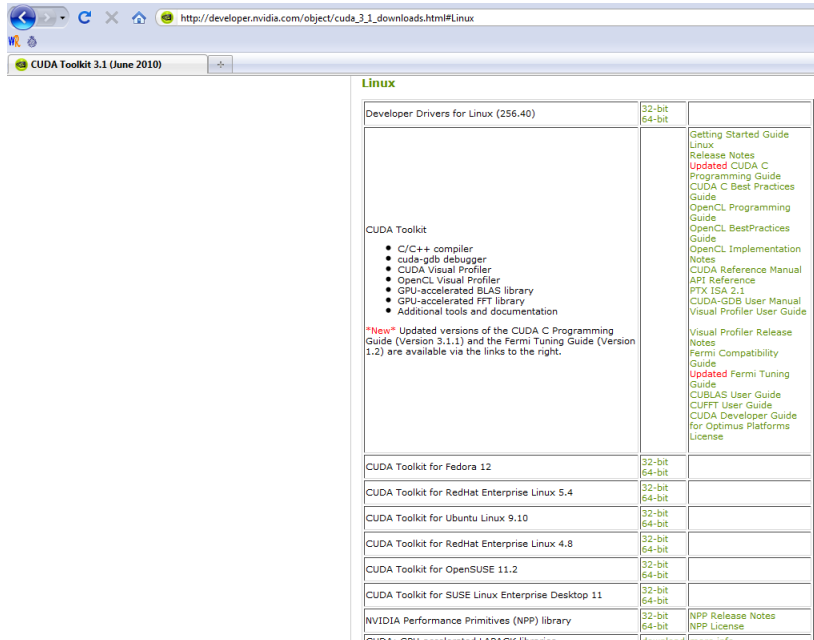 http://developer.nvidia.com/object/cuda_3_1_downloads.html#Linux
CUDA Toolkit 3.1 (June 2010)
Linux
Developer Drivers for Linux (256.40)
32-bit
64-bit
CUDA Toolkit
C/C++ compiler
cuda-gdb debugger
CUDA Visual Profiler
OpenCL Visual Profiler
GPU-accelerated BLAS library
GPU-accelerated FFT library
Additional tools and documentation
*New* Updated versions of the CUDA C Programming
Guide (Version 3.1.1) and the Fermi Tuning Guide (Version
1.2) are available via the links to the right.
Getting Started Guide
Linux
Release Notes
Updated CUDA C
Programming Guide
CUDA C Best Practices
Guide
OpenCL Programming
Guide
OpenCL BestPractices
Guide
OpenCL Implementation
Notes
CUDA Reference Manual
API Reference
PTX ISA 2.1
CUDA-GDB User Manual
Visual Profiler User Guide
Visual Profiler Release
Notes
Fermi Compatibility
Guide
Updated Fermi Tuning
Guide
CUBLAS User Guide
CUFFT User Guide
CUDA Developer Guide
for Optimus Platforms
License
CUDA Toolkit for Fedora 12
32-bit
64-bit
CUDA Toolkit for RedHat Enterprise Linux 5.4
32-bit
64-bit
CUDA Toolkit for Ubuntu Linux 9.10
32-bit
64-bit
CUDA Toolkit for RedHat Enterprise Linux 4.8
32-bit
64-bit
CUDA Toolkit for OpenSUSE 11.2
32-bit
64-bit
CUDA Toolkit for SUSE Linux Enterprise Desktop 11
32-bit
64-bit
NVIDIA Performance Primitives (NPP) library
32-bit
64-bit
NPP Release Notes
NPP License